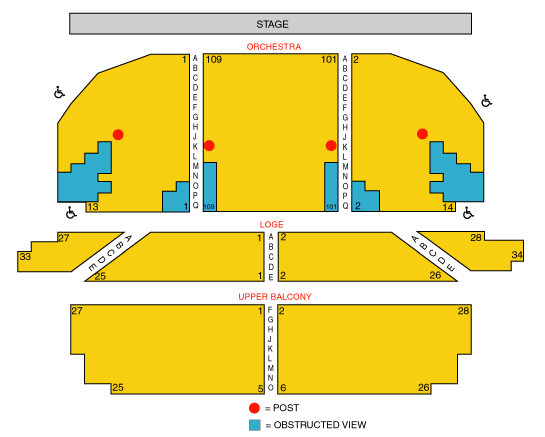 STAGE
ORCHESTRA
1 109 101 2
A A
B B
C C
D D
E E
F F
G G
H H
J J
K K
L L
M M
N N
O O
P P
Q Q
13 1 109 101 2 14
LOGE
27 1 A 2 28
33 A B C D E B A B C D E 34
C
D
25 1 E 2 26
UPPER BALCONY
27 1 F 2 28
G
H
J
K
L
M
N
25 5 O 6 26
= POST
= OBSTRUCTED VIEW